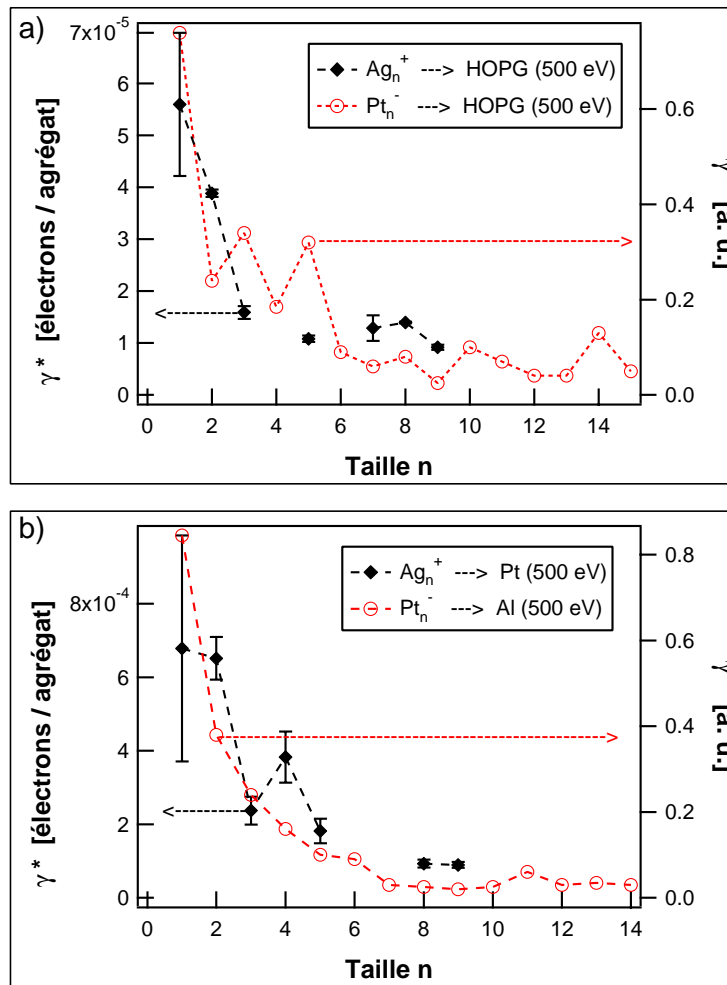 a)
7x10⁻⁵
6
5
4
3
2
1
0
γ* [électrons / agrégat]
Agₙ⁺ ---> HOPG (500 eV)
Ptₙ⁻ ---> HOPG (500 eV)
0.6
0.4
0.2
0.0
γ [a. u.]
0 2 4 6 8 10 12 14
Taille n
b)
8x10⁻⁴
6
4
2
0
γ* [électrons / agrégat]
Agₙ⁺ ---> Pt (500 eV)
Ptₙ⁻ ---> Al (500 eV)
0.8
0.6
0.4
0.2
0.0
γ [a. u.]
0 2 4 6 8 10 12 14
Taille n